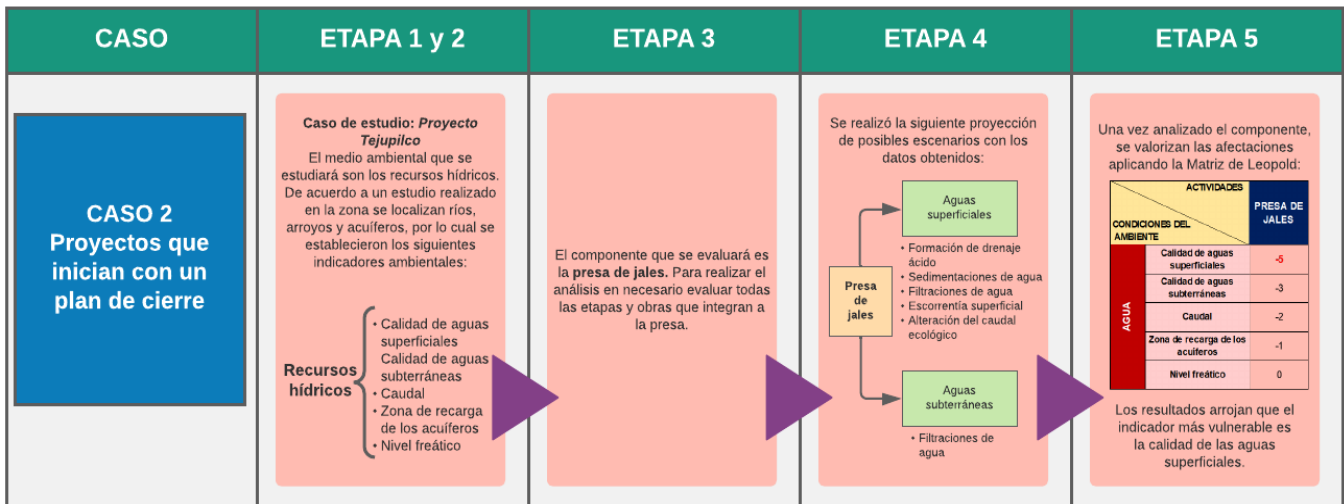 CASO
ETAPA 1 y 2
ETAPA 3
ETAPA 4
ETAPA 5
CASO 2
Proyectos que
inician con un
plan de cierre
Caso de estudio: Proyecto
Tejupilco
El medio ambiental que se
estudiará son los recursos hídricos.
De acuerdo a un estudio realizado
en la zona se localizan ríos,
arroyos y acuíferos, por lo cual se
establecieron los siguientes
indicadores ambientales:
Recursos
hídricos
• Calidad de aguas
superficiales
Calidad de aguas
subterráneas
• Caudal
• Zona de recarga
de los acuíferos
• Nivel freático
El componente que se evaluará es
la presa de jales. Para realizar el
análisis en necesario evaluar todas
las etapas y obras que integran a
la presa.
Se realizó la siguiente proyección
de posibles escenarios con los
datos obtenidos:
Presa
de
jales
Aguas
superficiales
• Formación de drenaje
ácido
• Sedimentaciones de agua
• Filtraciones de agua
• Escorrentía superficial
• Alteración del caudal
ecológico
Aguas
subterráneas
• Filtraciones de
agua
Una vez analizado el componente,
se valorizan las afectaciones
aplicando la Matriz de Leopold:
ACTIVIDADES
CONDICIONES DEL
AMBIENTE
PRESA DE
JALES
AGUA
Calidad de aguas
superficiales
-5
Calidad de aguas
subterráneas
-3
Caudal
-2
Zona de recarga de los
acuiferos
-1
Nivel freático
0
Los resultados arrojan que el
indicador más vulnerable es
la calidad de las aguas
superficiales.